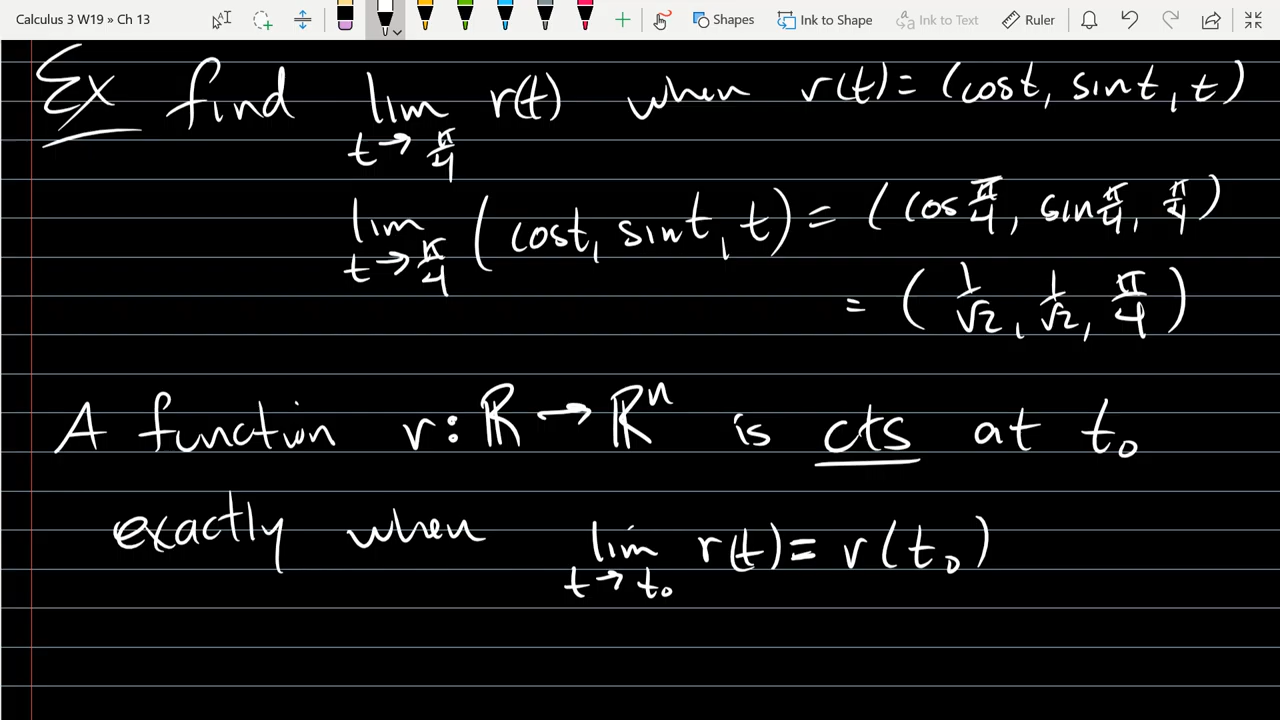 Calculus 3 W19 » Ch 13 Shapes Ink to Shape Ink to Text Ruler
Ex find lim t→π/4 r(t) when r(t) = (cost, sint, t)
lim t→π/4 (cost, sint, t) = (cos π/4, sin π/4, π/4)
= (1/√2, 1/√2, π/4)
A function r: ℝ → ℝⁿ is cts at t₀
exactly when lim t→t₀ r(t) = r(t₀)